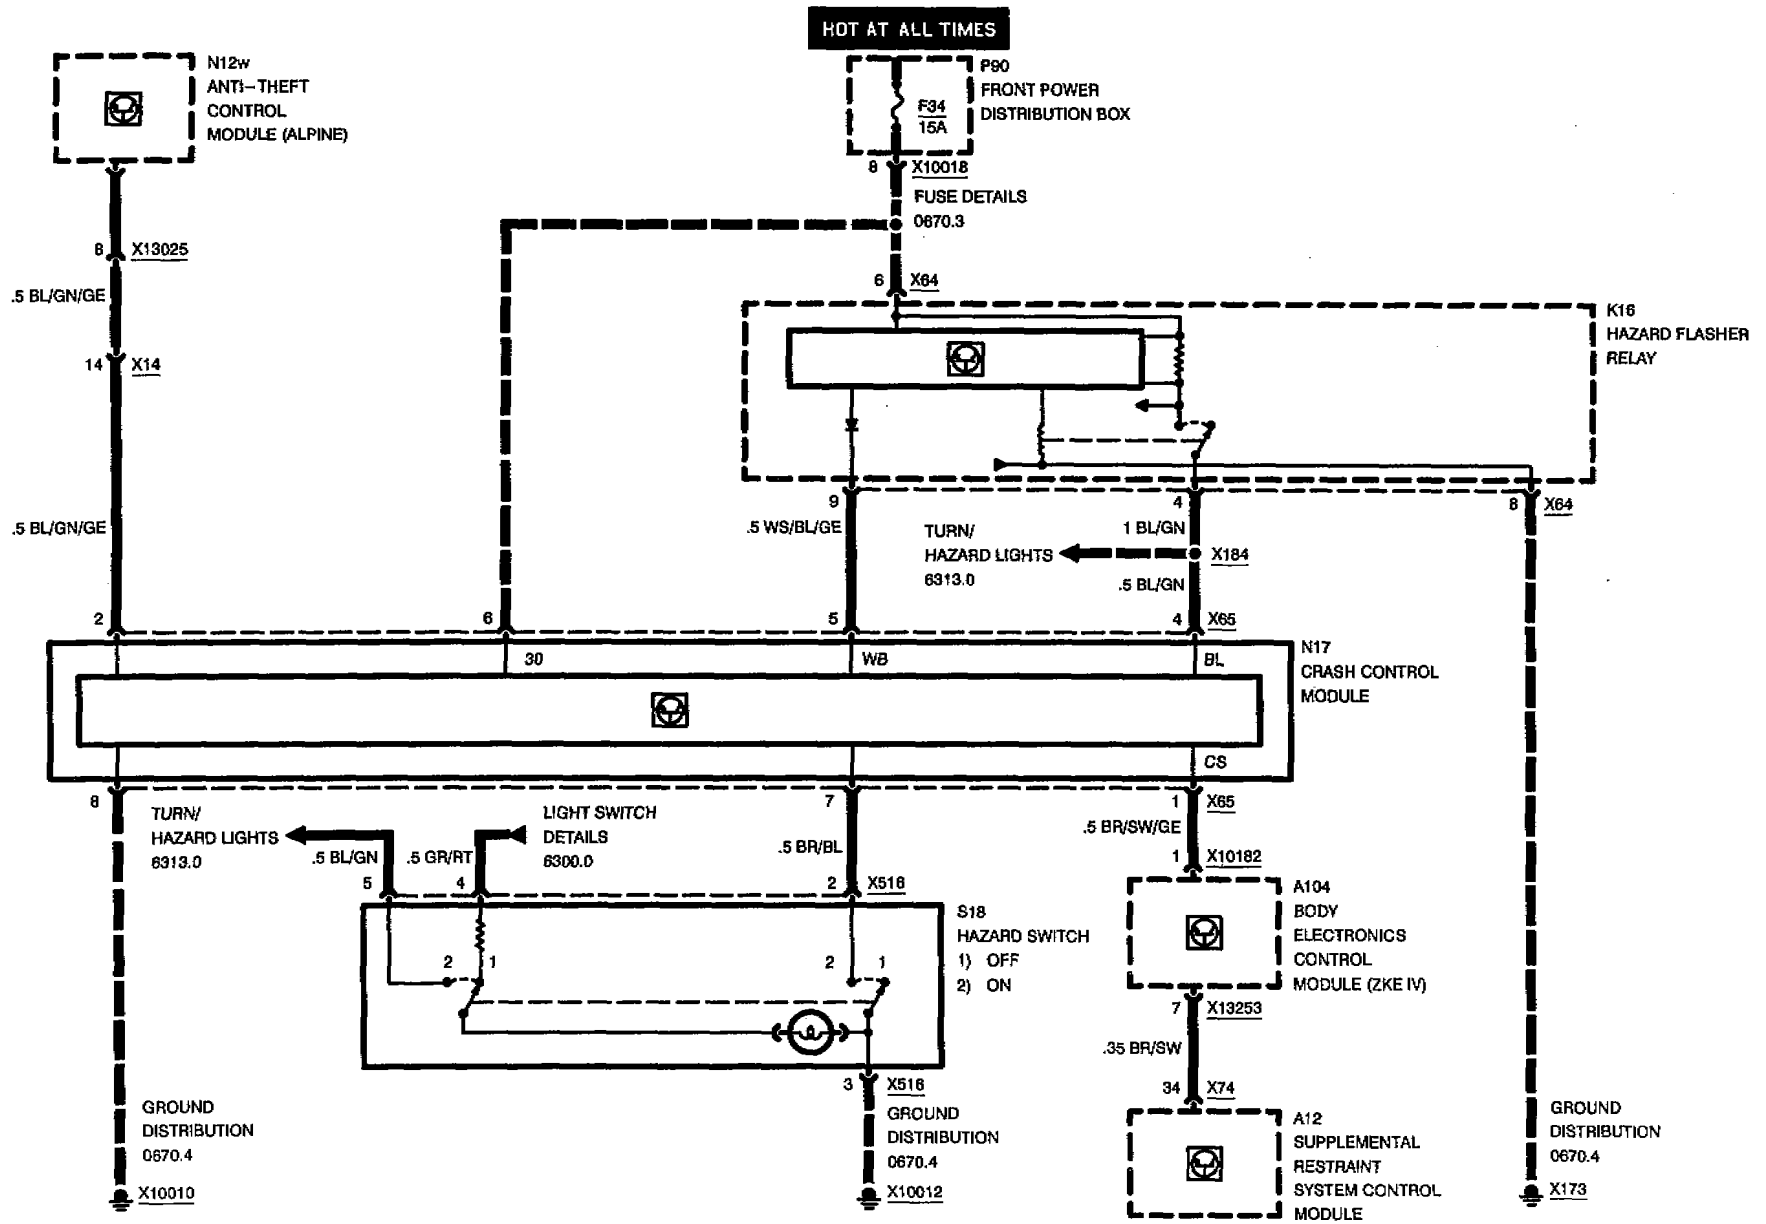 HOT AT ALL TIMES
N12w
ANTI-THEFT
CONTROL
MODULE (ALPINE)
P90
FRONT POWER
DISTRIBUTION BOX
F34
15A
8 X10018
FUSE DETAILS
0670.3
8 X13025
6 X64
.5 BL/GN/GE
K16
HAZARD FLASHER
RELAY
14 X14
9
4
8 X64
.5 BL/GN/GE
.5 WS/BL/GE
1 BL/GN
TURN/
HAZARD LIGHTS
6313.0
X184
.5 BL/GN
2
6
5
4 X65
30
WB
BL
N17
CRASH CONTROL
MODULE
CS
8
7
1 X65
TURN/
HAZARD LIGHTS
6313.0
LIGHT SWITCH
DETAILS
6300.0
.5 BL/GN
.5 GR/RT
.5 BR/BL
.5 BR/SW/GE
1 X10182
5
4
2 X516
S18
HAZARD SWITCH
1) OFF
2) ON
2
1
2
1
A104
BODY
ELECTRONICS
CONTROL
MODULE (ZKE IV)
7 X13253
.35 BR/SW
3 X516
34 X74
GROUND
DISTRIBUTION
0670.4
X10010
GROUND
DISTRIBUTION
0670.4
X10012
A12
SUPPLEMENTAL
RESTRAINT
SYSTEM CONTROL
MODULE
GROUND
DISTRIBUTION
0670.4
X173